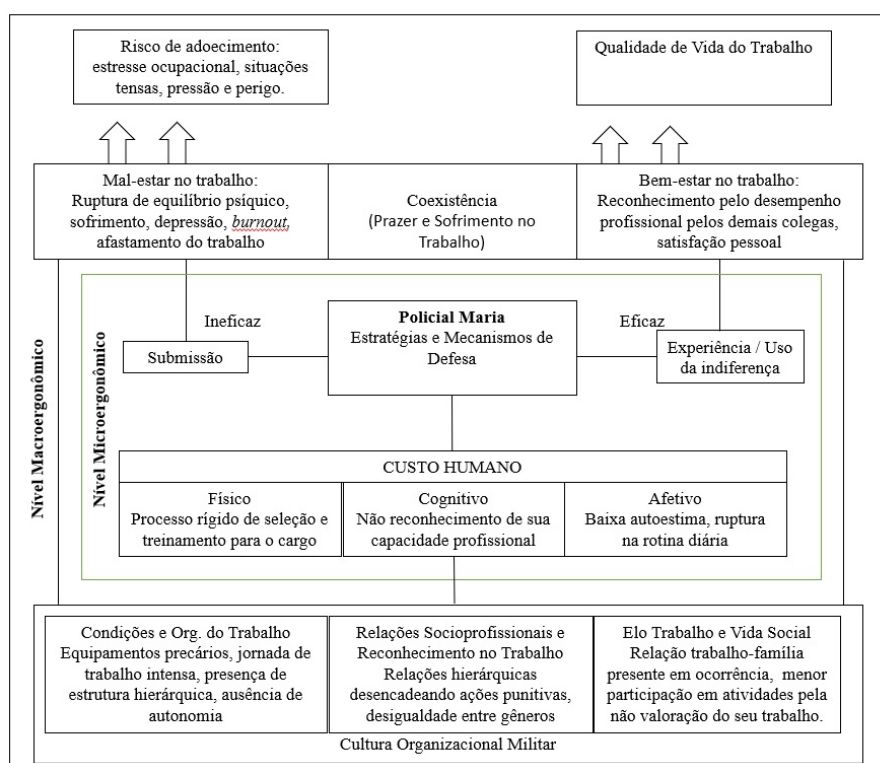 Risco de adoecimento:
estresse ocupacional, situações
tensas, pressão e perigo.
Qualidade de Vida do Trabalho
Mal-estar no trabalho:
Ruptura de equilíbrio psíquico,
sofrimento, depressão, burnout,
afastamento do trabalho
Coexistência
(Prazer e Sofrimento no
Trabalho)
Bem-estar no trabalho:
Reconhecimento pelo desempenho
profissional pelos demais colegas,
satisfação pessoal
Nível Macroergonômico
Nível Microergonômico
Ineficaz
Submissão
Policial Maria
Estratégias e Mecanismos de
Defesa
Eficaz
Experiência / Uso
da indiferença
CUSTO HUMANO
Físico
Processo rígido de seleção e
treinamento para o cargo
Cognitivo
Não reconhecimento de sua
capacidade profissional
Afetivo
Baixa autoestima, ruptura
na rotina diária
Condições e Org. do Trabalho
Equipamentos precários, jornada de
trabalho intensa, presença de
estrutura hierárquica, ausência de
autonomia
Relações Socioprofissionais e
Reconhecimento no Trabalho
Relações hierárquicas
desencadeando ações punitivas,
desigualdade entre gêneros
Elo Trabalho e Vida Social
Relação trabalho-família
presente em ocorrência, menor
participação em atividades pela
não valoração do seu trabalho.
Cultura Organizacional Militar